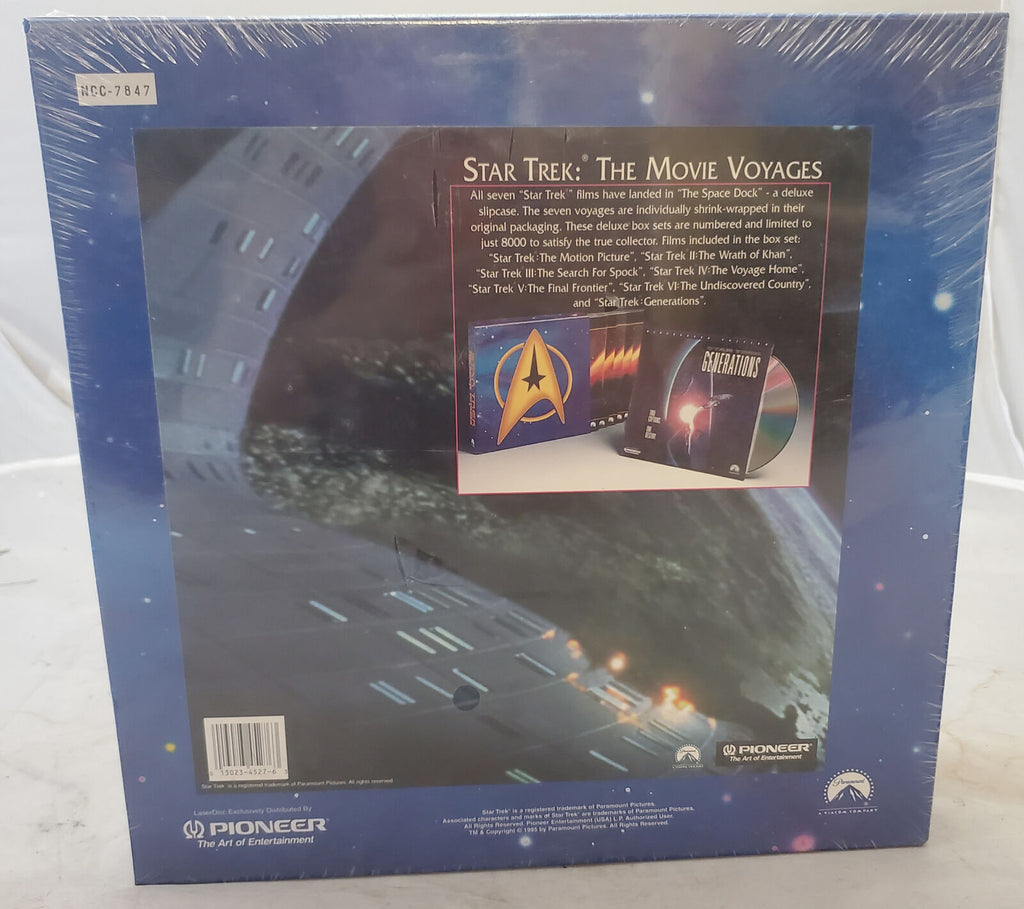 NCC-7847
STAR TREK:® THE MOVIE VOYAGES
All seven "Star Trek" films have landed in "The Space Dock" - a deluxe
slipcase. The seven voyages are individually shrink-wrapped in their
original packaging. These deluxe box sets are numbered and limited to
just 8000 to satisfy the true collector. Films included in the box set:
"Star Trek:The Motion Picture", "Star Trek II:The Wrath of Khan",
"Star Trek III:The Search For Spock", "Star Trek IV:The Voyage Home",
"Star Trek V:The Final Frontier", "Star Trek VI:The Undiscovered Country",
and "Star Trek:Generations".
GENERATIONS
PIONEER®
The Art of Entertainment
Star Trek is a registered trademark of Paramount Pictures. All rights reserved.
LaserDisc Exclusively Distributed By
PIONEER®
The Art of Entertainment
Star Trek® is a registered trademark of Paramount Pictures.
Associated characters and marks of Star Trek® are trademarks of Paramount Pictures.
All Rights Reserved. Pioneer Entertainment (USA) L.P. Authorized User.
TM & Copyright © 1995 by Paramount Pictures. All Rights Reserved.
Paramount
A VIACOM COMPANY